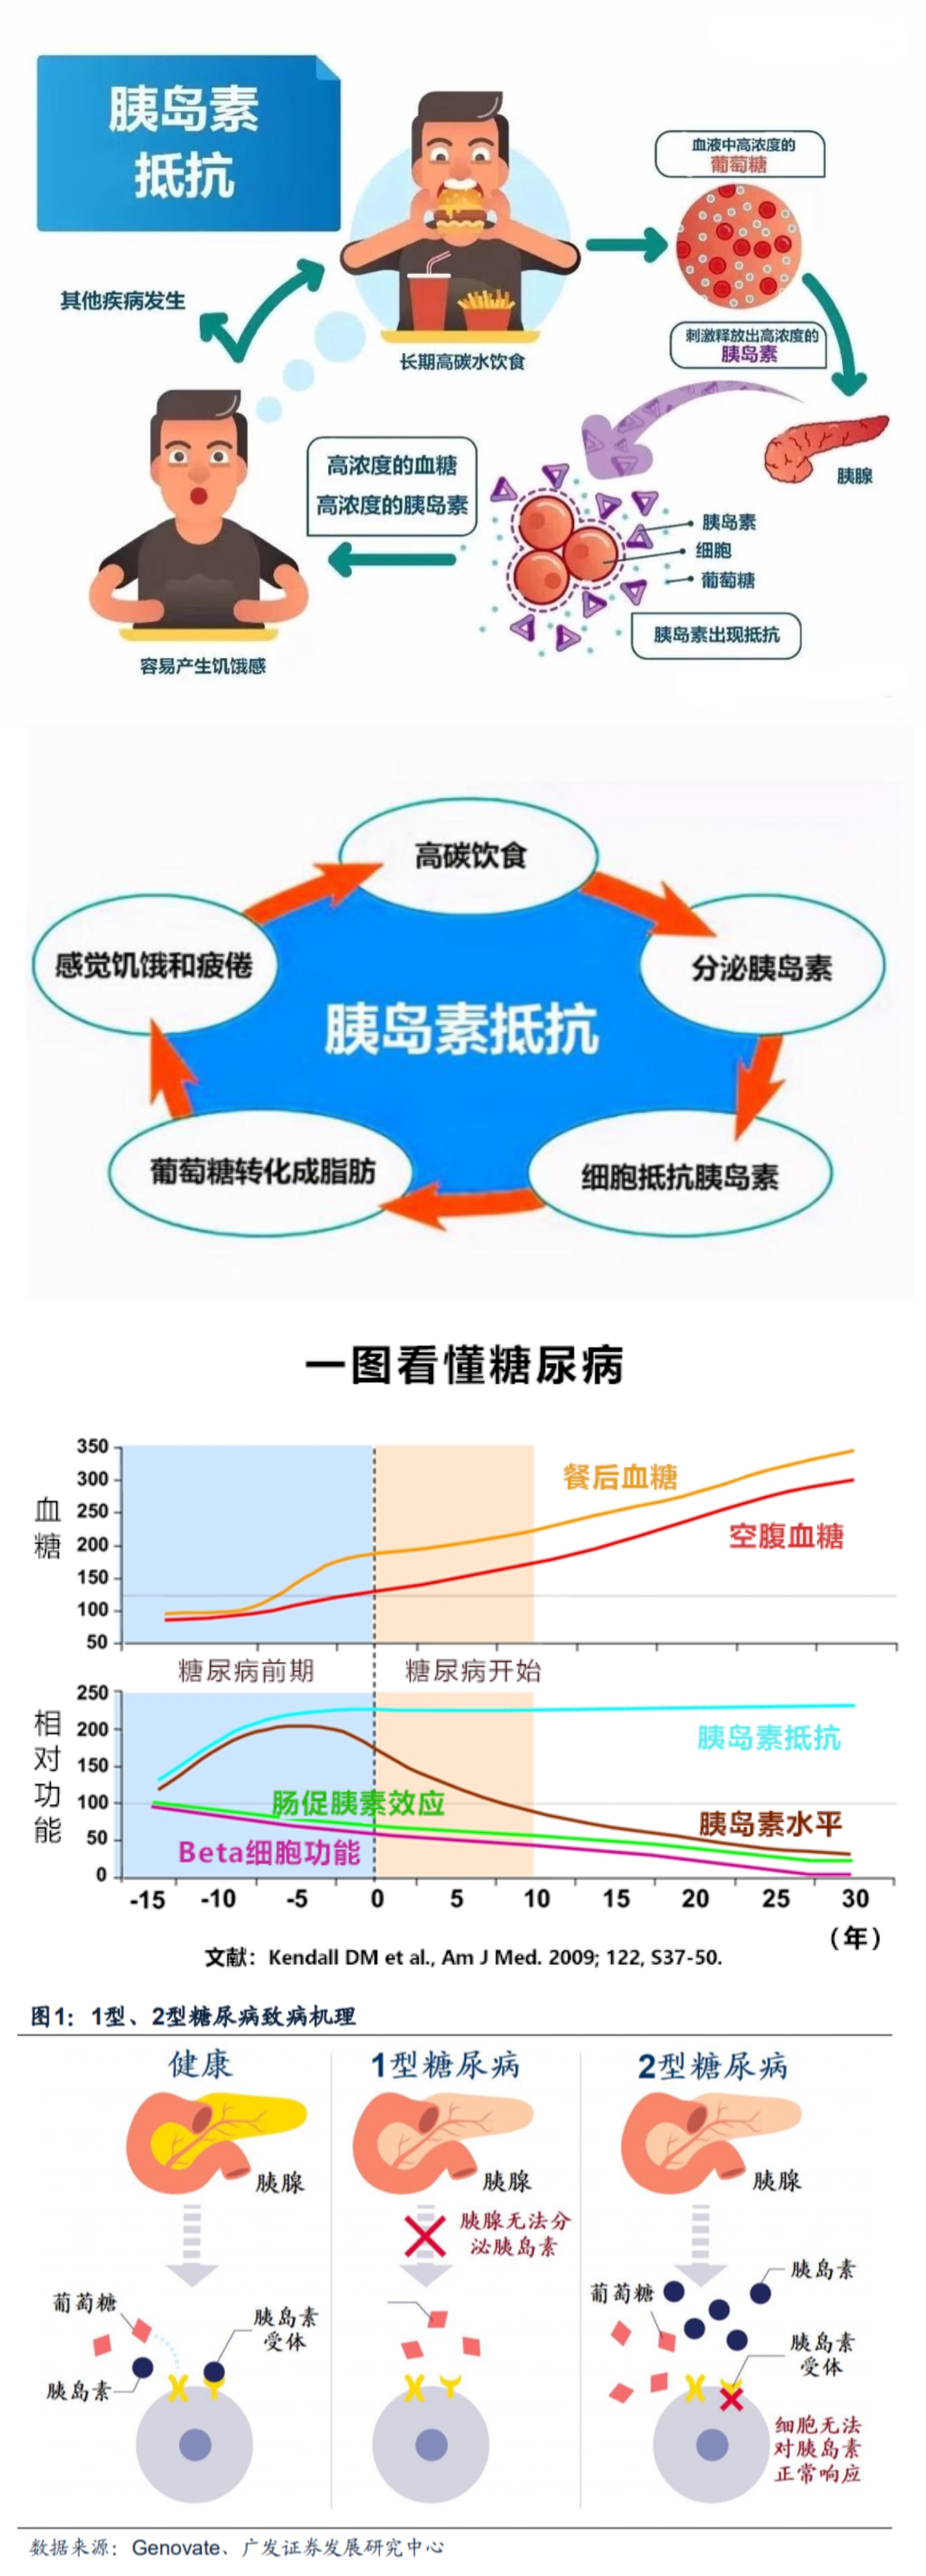 胰岛素
抵抗
血液中高浓度的
葡萄糖
其他疾病发生
长期高碳水饮食
刺激释放出高浓度的
胰岛素
胰腺
高浓度的血糖
高浓度的胰岛素
胰岛素
细胞
葡萄糖
胰岛素出现抵抗
容易产生饥饿感
高碳饮食
感觉饥饿和疲倦
分泌胰岛素
胰岛素抵抗
葡萄糖转化成脂肪
细胞抵抗胰岛素
一图看懂糖尿病
血糖
350
300
250
200
150
100
50
餐后血糖
空腹血糖
糖尿病前期
糖尿病开始
相对功能
250
200
150
100
50
0
胰岛素抵抗
肠促胰素效应
胰岛素水平
Beta细胞功能
-15 -10 -5 0 5 10 15 20 25 30
（年）
文献：Kendall DM et al., Am J Med. 2009; 122, S37-50.
图1：1型、2型糖尿病致病机理
健康
胰腺
葡萄糖
胰岛素
受体
胰岛素
1型糖尿病
胰腺
胰腺无法分
泌胰岛素
2型糖尿病
胰腺
胰岛素
葡萄糖
胰岛素
受体
细胞无法
对胰岛素
正常响应
数据来源：Genovate、广发证券发展研究中心